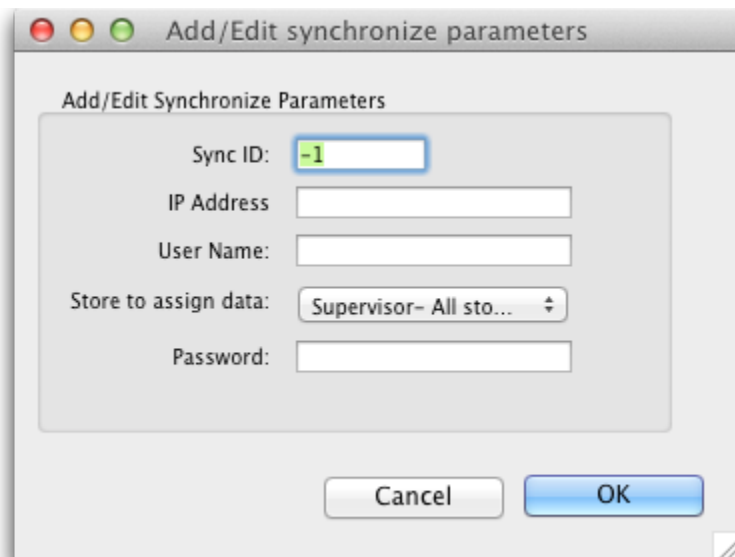 Add/Edit synchronize parameters
Add/Edit Synchronize Parameters
Sync ID: -1
IP Address
User Name:
Store to assign data: Supervisor- All sto...
Password:
Cancel OK